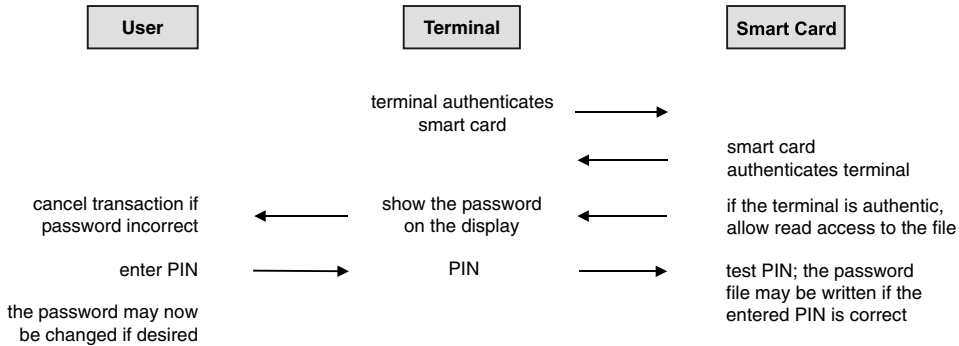 User
Terminal
Smart Card
terminal authenticates
smart card
smart card
authenticates terminal
cancel transaction if
password incorrect
show the password
on the display
if the terminal is authentic,
allow read access to the file
enter PIN
PIN
test PIN; the password
file may be written if the
entered PIN is correct
the password may now
be changed if desired